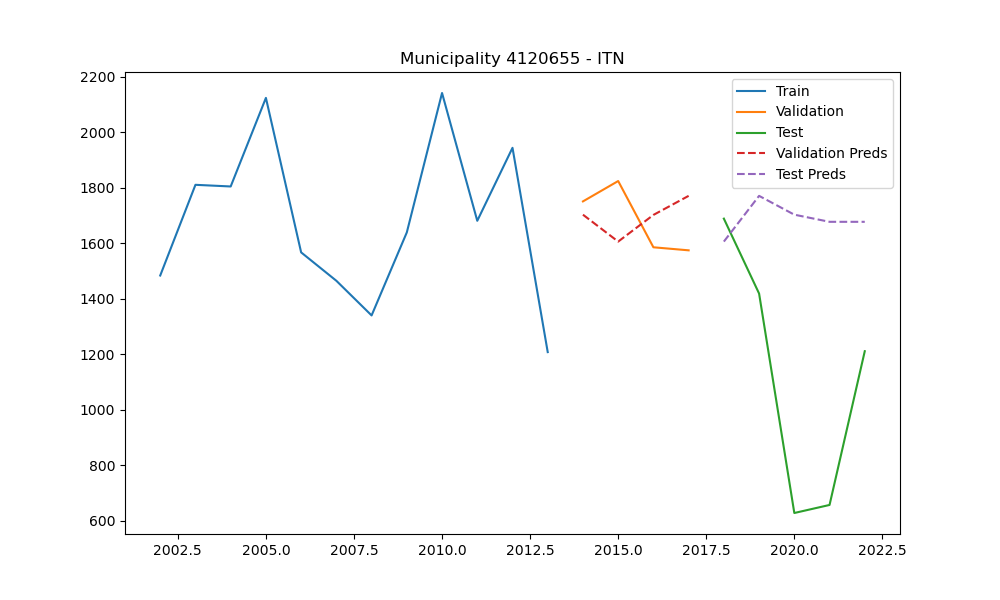 Municipality 4120655 - ITN
2200
2000
1800
1600
1400
1200
1000
800
600
2002.5 2005.0 2007.5 2010.0 2012.5 2015.0 2017.5 2020.0 2022.5
Train
Validation
Test
Validation Preds
Test Preds